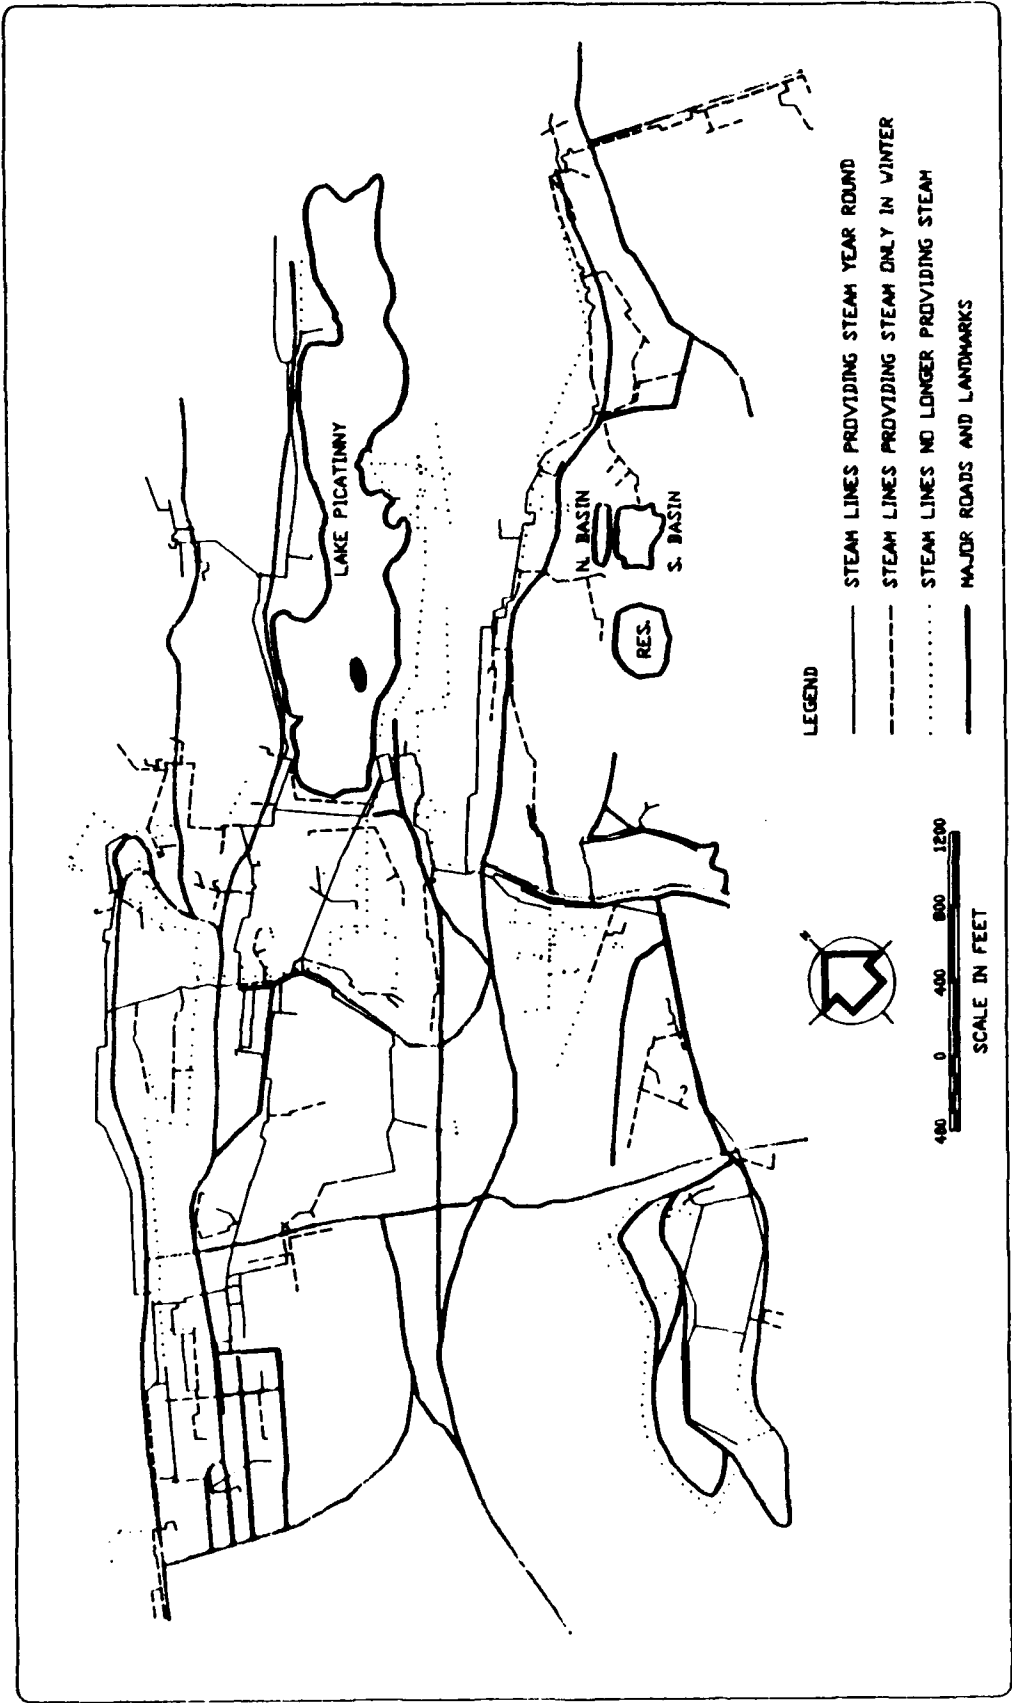 LAKE PICATINNY
N. BASIN
S. BASIN
RES.
N
LEGEND
STEAM LINES PROVIDING STEAM YEAR ROUND
STEAM LINES PROVIDING STEAM ONLY IN WINTER
STEAM LINES NO LONGER PROVIDING STEAM
MAJOR ROADS AND LANDMARKS
400 0 400 800 1200
SCALE IN FEET